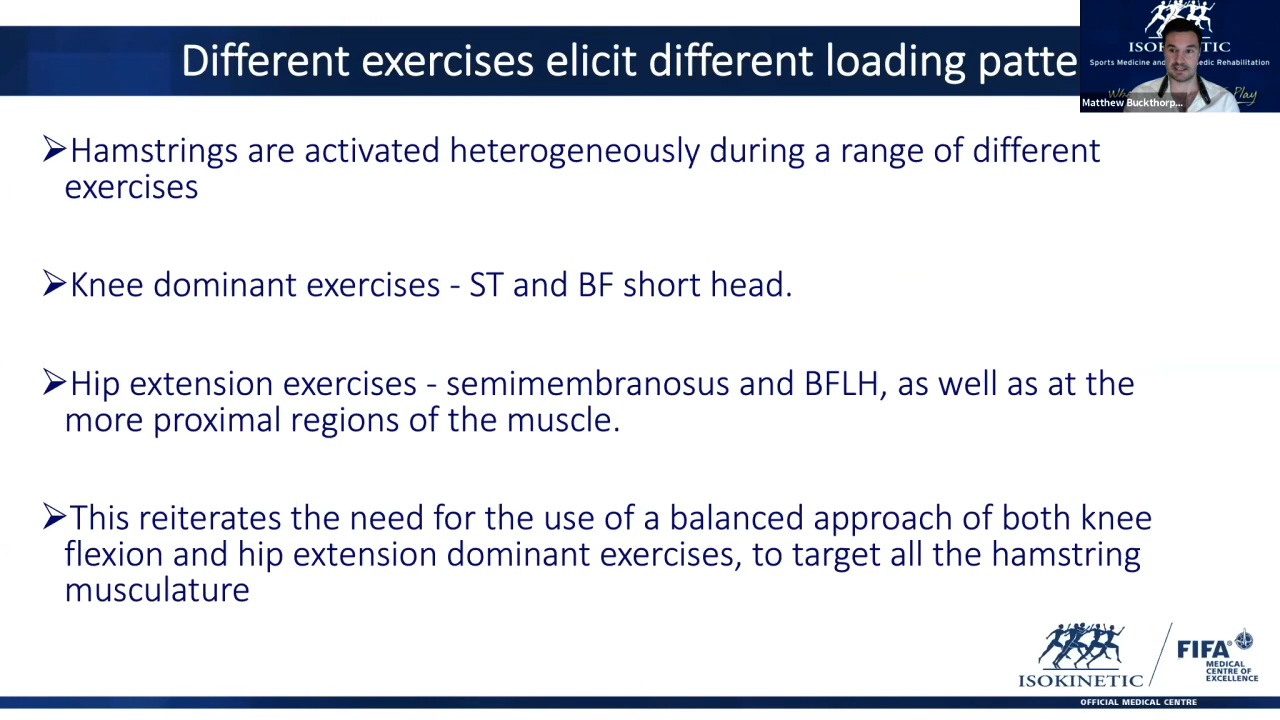 Different exercises elicit different loading patte
ISOKINETIC
Sports Medicine and
edic Rehabilitation
Play
Matthew Buckthorp...
➢Hamstrings are activated heterogeneously during a range of different
exercises
➢Knee dominant exercises - ST and BF short head.
➢Hip extension exercises - semimembranosus and BFLH, as well as at the
more proximal regions of the muscle.
➢This reiterates the need for the use of a balanced approach of both knee
flexion and hip extension dominant exercises, to target all the hamstring
musculature
ISOKINETIC
FIFA®
MEDICAL
CENTRE OF
EXCELLENCE
OFFICIAL MEDICAL CENTRE